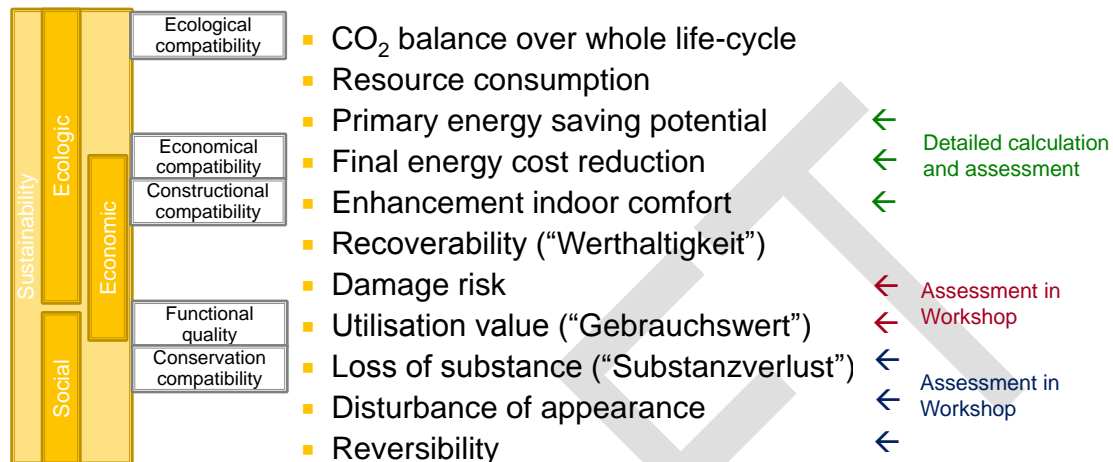 Sustainability
Ecologic
Economic
Social
Ecological
compatibility
Economical
compatibility
Constructional
compatibility
Functional
quality
Conservation
compatibility
▪ CO₂ balance over whole life-cycle
▪ Resource consumption
▪ Primary energy saving potential ←
▪ Final energy cost reduction ←
▪ Enhancement indoor comfort ←
▪ Recoverability (“Werthaltigkeit”)
▪ Damage risk ←
▪ Utilisation value (“Gebrauchswert”) ←
▪ Loss of substance (“Substanzverlust”) ←
▪ Disturbance of appearance ←
▪ Reversibility ←
Detailed calculation
and assessment
Assessment in
Workshop
Assessment in
Workshop